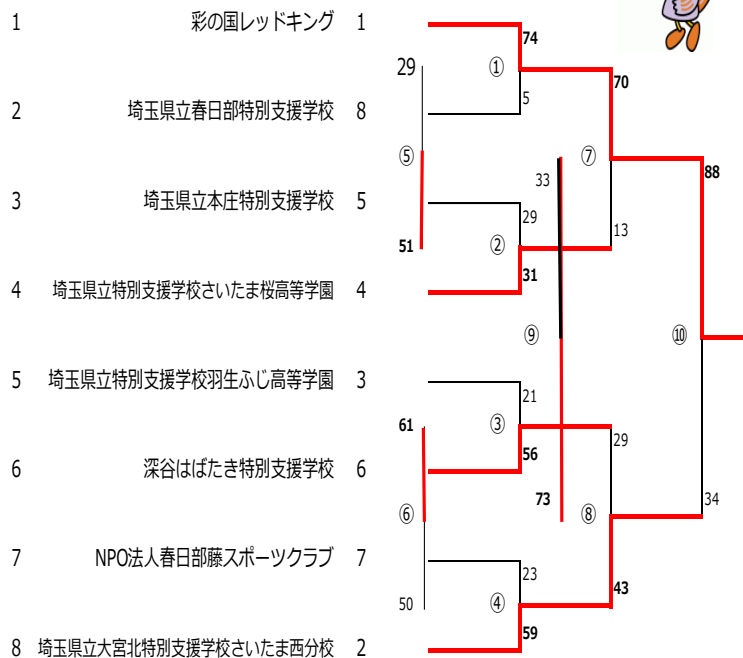 1 彩の国レッドキング 1
74
29 ① 70
5
2 埼玉県立春日部特別支援学校 8
⑤ ⑦ 88
33
3 埼玉県立本庄特別支援学校 5
29 13
51 ②
31
4 埼玉県立特別支援学校さいたま桜高等学園 4
⑨ ⑩
5 埼玉県立特別支援学校羽生ふじ高等学園 3
21
61 ③ 29
56
6 深谷はばたき特別支援学校 6
73 34
⑥ ⑧
7 NPO法人春日部藤スポーツクラブ 7
23 43
50 ④
59
8 埼玉県立大宮北特別支援学校さいたま西分校 2